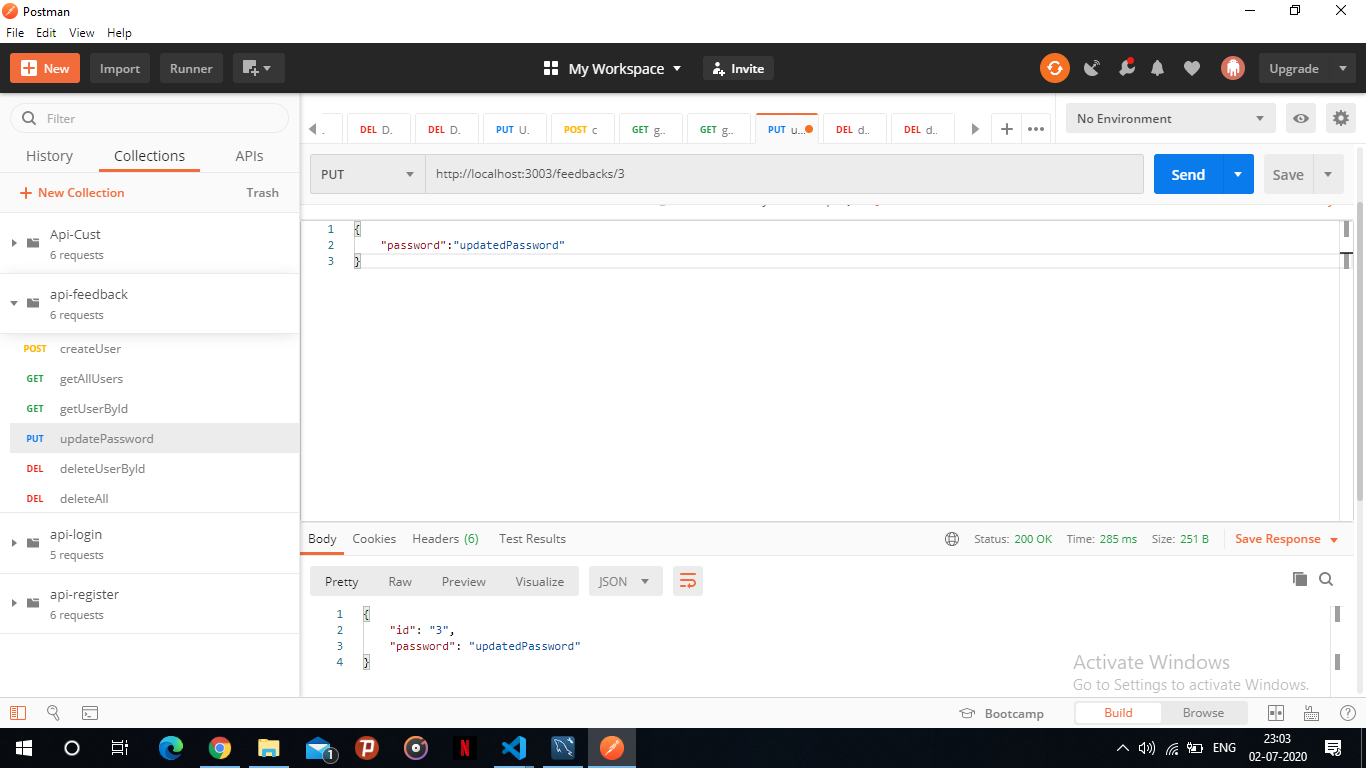 Postman
File Edit View Help
New Import Runner My Workspace Invite Upgrade
Filter
History Collections APIs
New Collection Trash
Api-Cust
6 requests
api-feedback
6 requests
POST createUser
GET getAllUsers
GET getUserById
PUT updatePassword
DEL deleteUserById
DEL deleteAll
api-login
5 requests
api-register
6 requests
. DEL D. DEL D. PUT U. POST c GET g.. GET g.. PUT u... DEL d.. DEL d..
No Environment
PUT http://localhost:3003/feedbacks/3 Send Save
1 {
2 "password":"updatedPassword"
3 }
Body Cookies Headers (6) Test Results Status: 200 OK Time: 285 ms Size: 251 B Save Response
Pretty Raw Preview Visualize JSON
1 {
2 "id": "3",
3 "password": "updatedPassword"
4 }
Activate Windows
Go to Settings to activate Windows.
Bootcamp Build Browse
1
ENG
23:03
02-07-2020